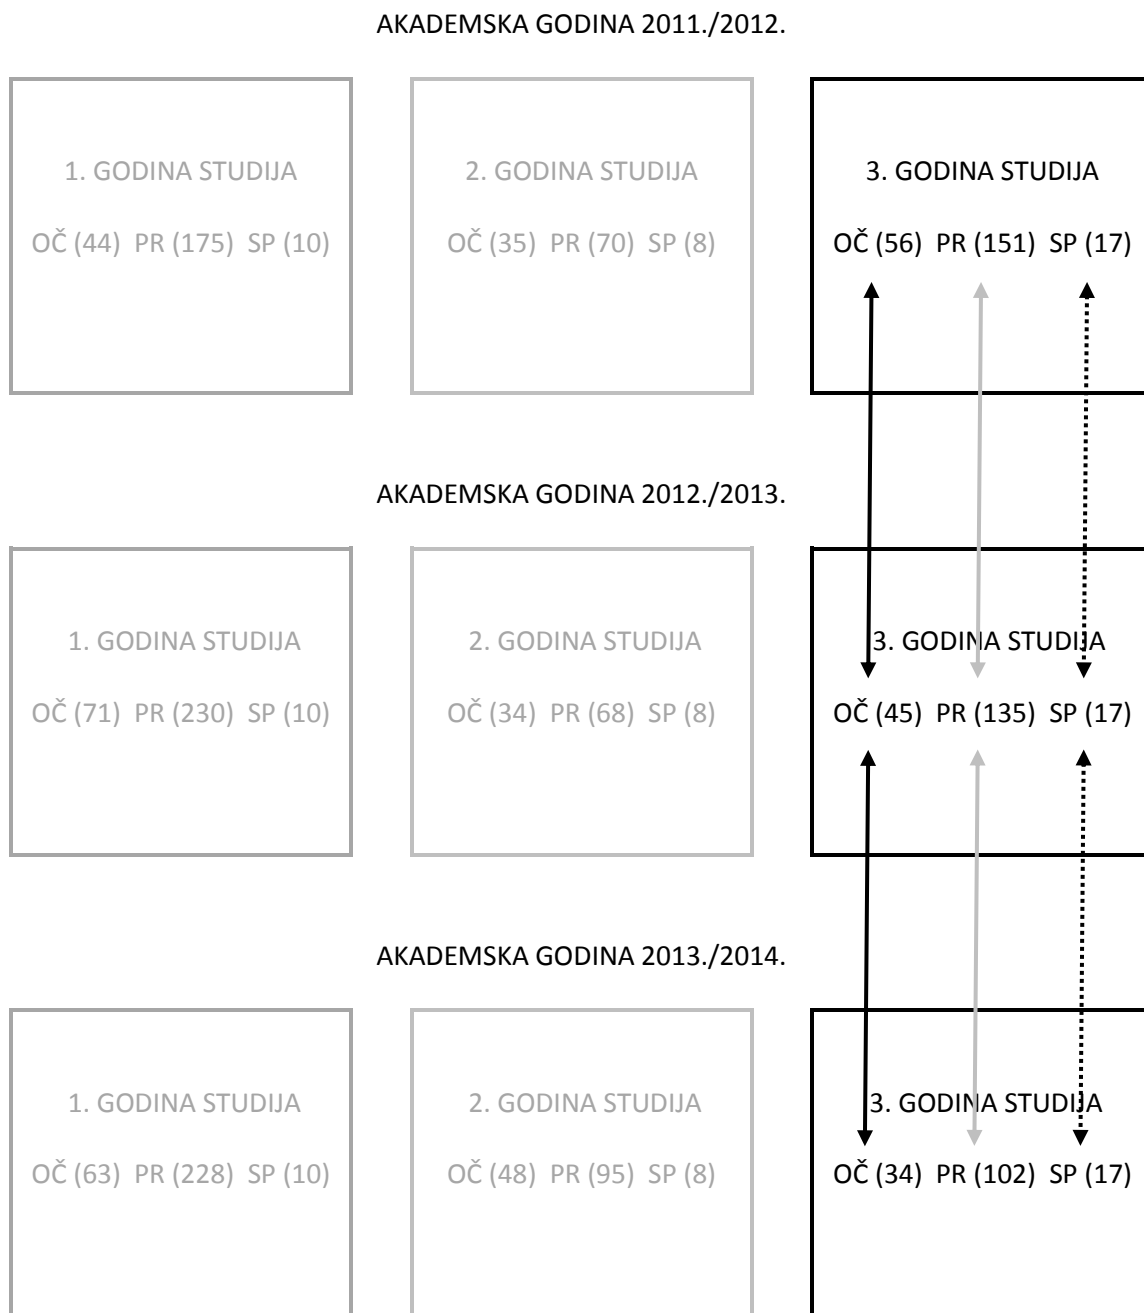 AKADEMSKA GODINA 2011./2012.
1. GODINA STUDIJA
OČ (44) PR (175) SP (10)
2. GODINA STUDIJA
OČ (35) PR (70) SP (8)
3. GODINA STUDIJA
OČ (56) PR (151) SP (17)
AKADEMSKA GODINA 2012./2013.
1. GODINA STUDIJA
OČ (71) PR (230) SP (10)
2. GODINA STUDIJA
OČ (34) PR (68) SP (8)
3. GODINA STUDIJA
OČ (45) PR (135) SP (17)
AKADEMSKA GODINA 2013./2014.
1. GODINA STUDIJA
OČ (63) PR (228) SP (10)
2. GODINA STUDIJA
OČ (48) PR (95) SP (8)
3. GODINA STUDIJA
OČ (34) PR (102) SP (17)